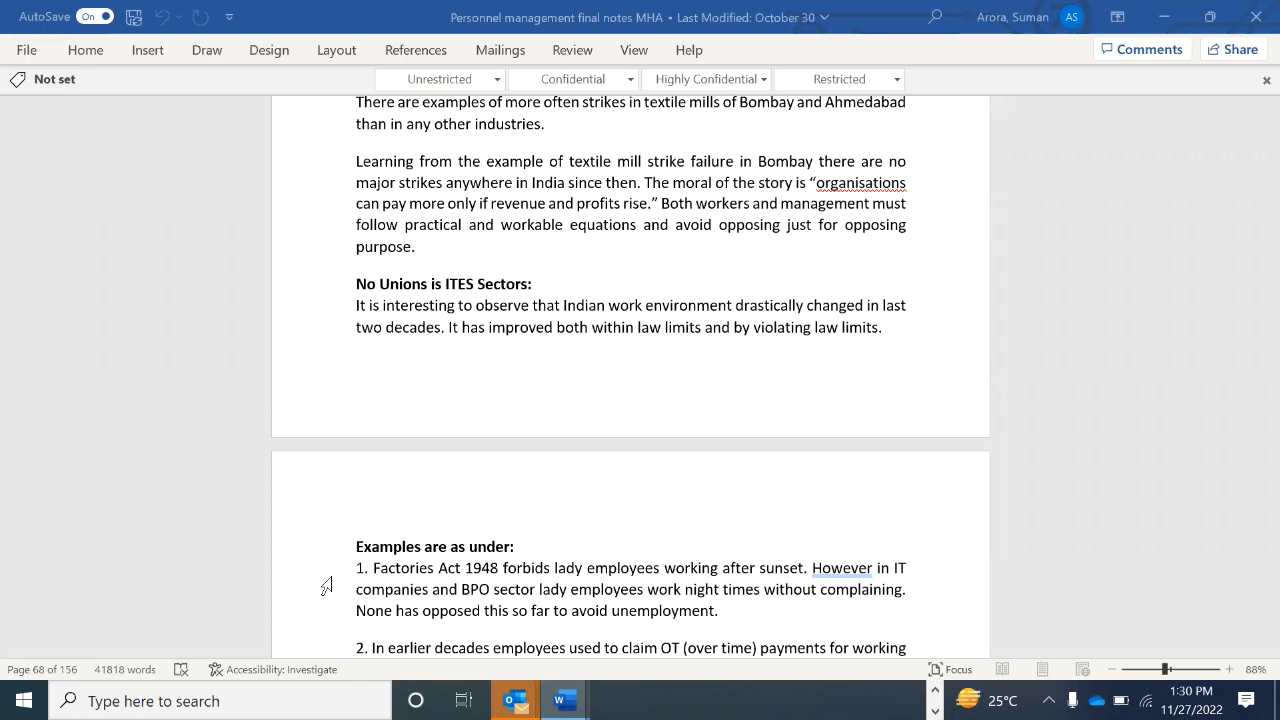 AutoSave On Personnel management final notes MHA • Last Modified: October 30 Arora, Suman AS
File Home Insert Draw Design Layout References Mailings Review View Help Comments Share
Not set Unrestricted Confidential Highly Confidential Restricted
There are examples of more often strikes in textile mills of Bombay and Ahmedabad
than in any other industries.
Learning from the example of textile mill strike failure in Bombay there are no
major strikes anywhere in India since then. The moral of the story is “organisations
can pay more only if revenue and profits rise.” Both workers and management must
follow practical and workable equations and avoid opposing just for opposing
purpose.
No Unions is ITES Sectors:
It is interesting to observe that Indian work environment drastically changed in last
two decades. It has improved both within law limits and by violating law limits.
Examples are as under:
1. Factories Act 1948 forbids lady employees working after sunset. However in IT
companies and BPO sector lady employees work night times without complaining.
None has opposed this so far to avoid unemployment.
2. In earlier decades employees used to claim OT (over time) payments for working
Page 68 of 156 41818 words Accessibility: Investigate Focus 88%
Type here to search 25°C 1:30 PM
11/27/2022